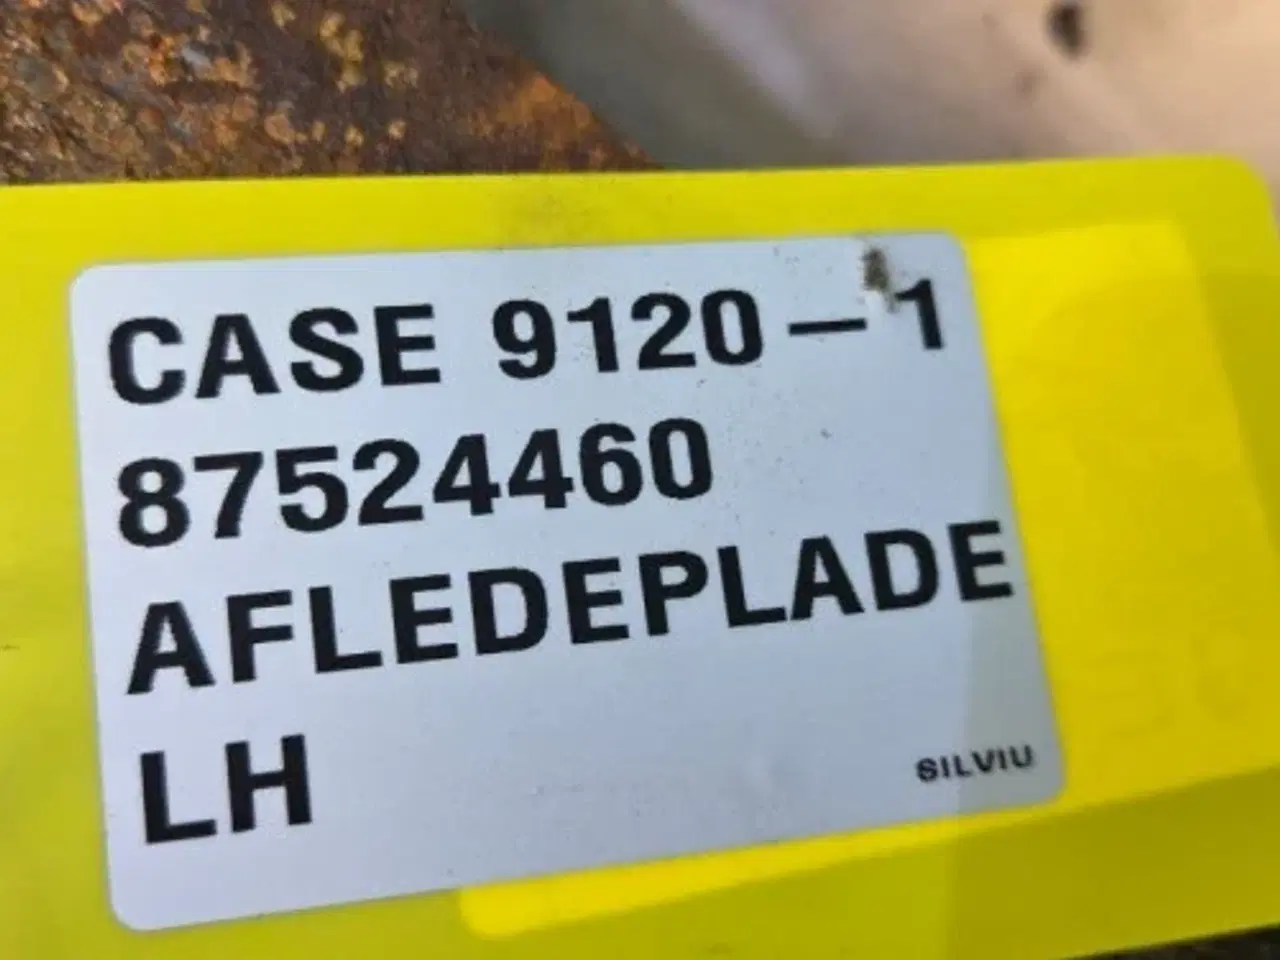 CASE 9120-1
87524460
AFLEDEPLADE
LH
SILVIU